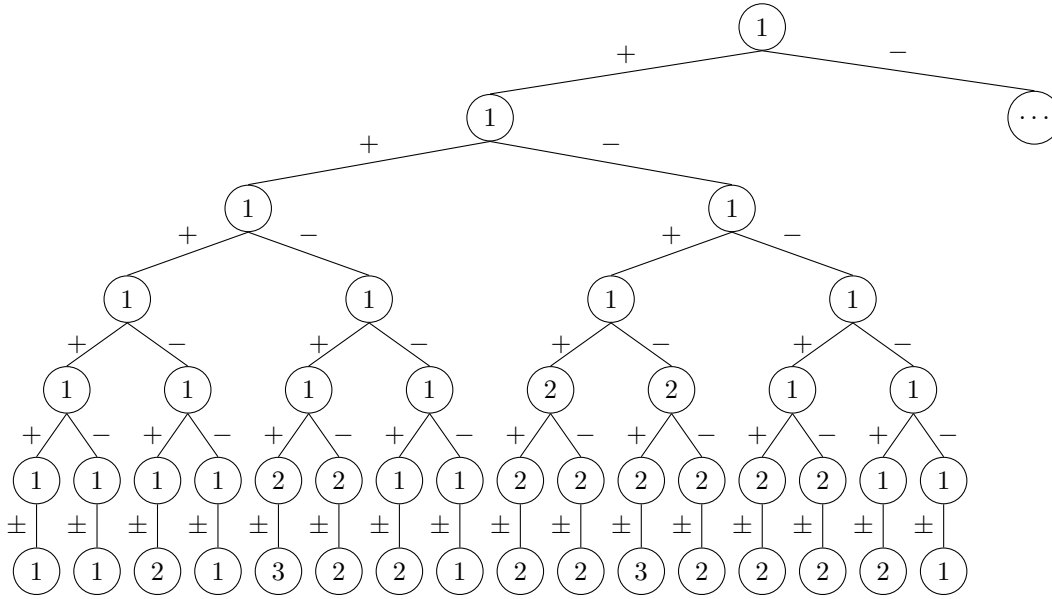 1
+ −
1 ⋯
+ −
1 1
+ − + −
1 1 1 1
+ − + − + − + −
1 1 1 1 2 2 1 1
+ − + − + − + − + − + − + − + −
1 1 1 1 2 2 1 1 2 2 2 2 2 2 1 1
± ± ± ± ± ± ± ± ± ± ± ± ± ± ± ±
1 1 2 1 3 2 2 1 2 2 3 2 2 2 2 1